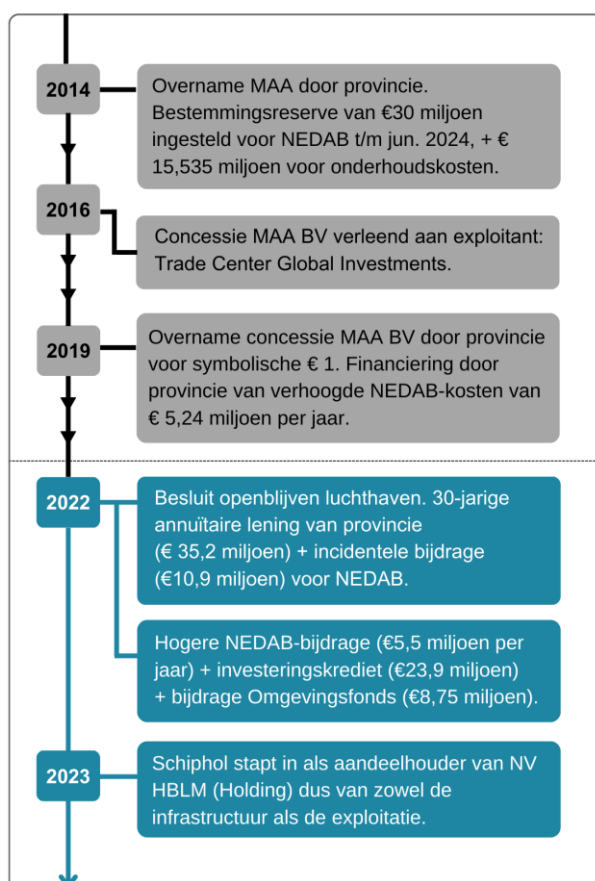 2014
Overname MAA door provincie.
Bestemmingsreserve van €30 miljoen
ingesteld voor NEDAB t/m jun. 2024, + €
15,535 miljoen voor onderhoudskosten.
2016
Concessie MAA BV verleend aan exploitant:
Trade Center Global Investments.
2019
Overname concessie MAA BV door provincie
voor symbolische € 1. Financiering door
provincie van verhoogde NEDAB-kosten van
€ 5,24 miljoen per jaar.
2022
Besluit openblijven luchthaven. 30-jarige
annuïtaire lening van provincie
(€ 35,2 miljoen) + incidentele bijdrage
(€10,9 miljoen) voor NEDAB.
Hogere NEDAB-bijdrage (€5,5 miljoen per
jaar) + investeringskrediet (€23,9 miljoen)
+ bijdrage Omgevingsfonds (€8,75 miljoen).
2023
Schiphol stapt in als aandeelhouder van NV
HBLM (Holding) dus van zowel de
infrastructuur als de exploitatie.